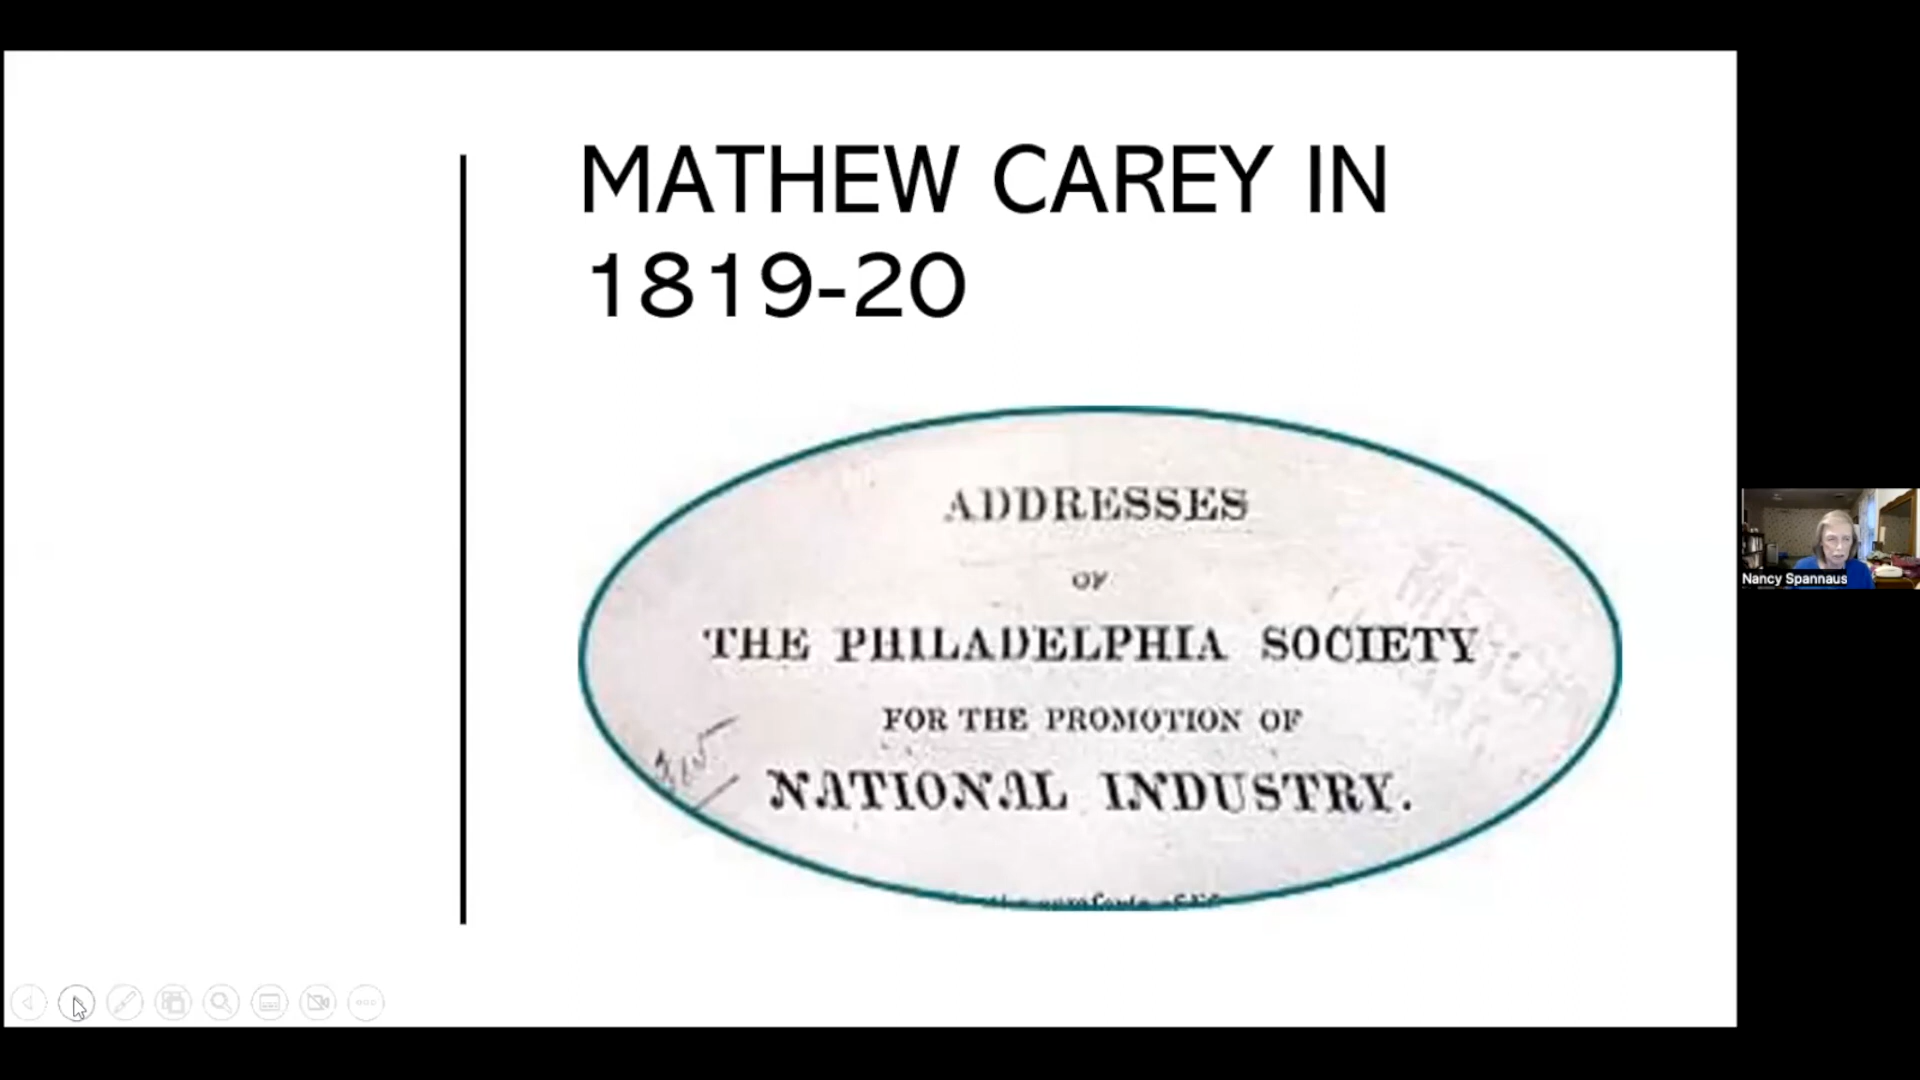 MATHEW CAREY IN
1819-20
ADDRESSES
OF
THE PHILADELPHIA SOCIETY
FOR THE PROMOTION OF
NATIONAL INDUSTRY.
Nancy Spannaus